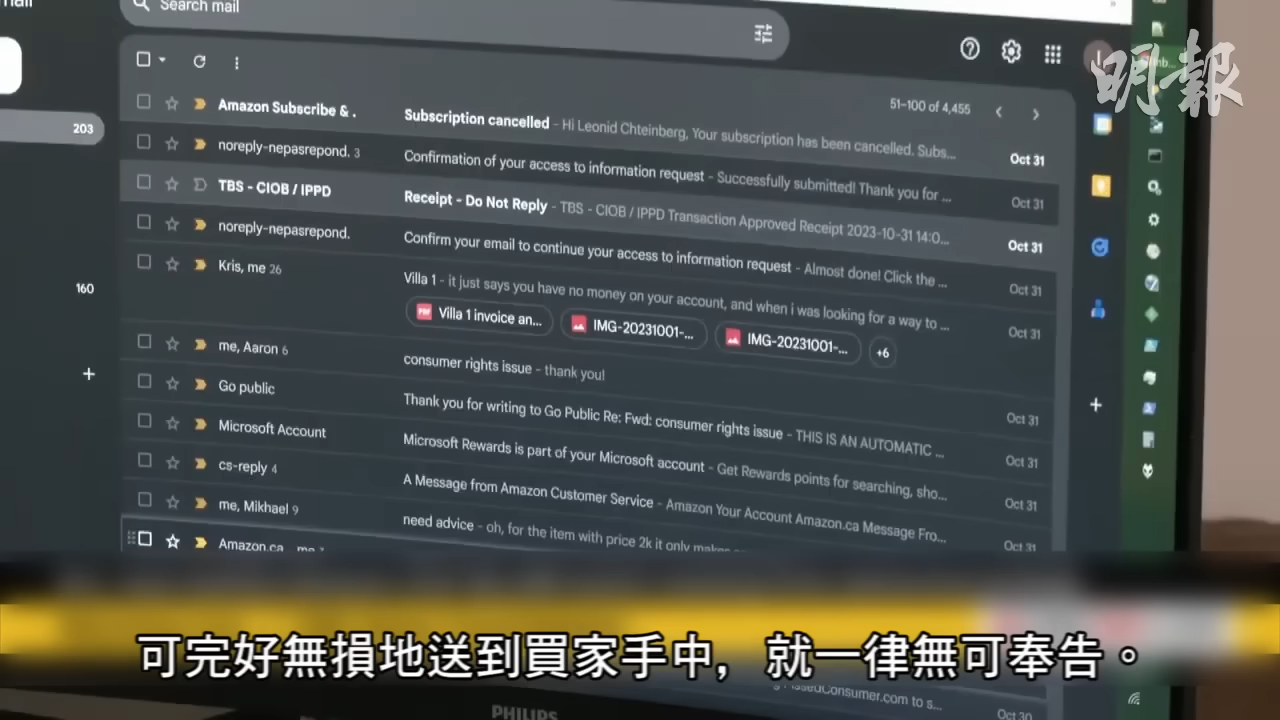 Search mail
明報
51–100 of 4,455
203
Amazon Subscribe & .
Subscription cancelled - Hi Leonid Chteinberg, Your subscription has been cancelled. Subs...
Oct 31
noreply-nepasrepond. 3
Confirmation of your access to information request - Successfully submitted! Thank you for ...
Oct 31
TBS - CIOB / IPPD
Receipt - Do Not Reply - TBS - CIOB / IPPD Transaction Approved Receipt 2023-10-31 14:0...
Oct 31
noreply-nepasrepond.
Confirm your email to continue your access to information request - Almost done! Click the ...
Oct 31
160
Kris, me 26
Villa 1 - it just says you have no money on your account, and when i was looking for a way to ...
Oct 31
PDF Villa 1 invoice an...
IMG-20231001-...
IMG-20231001-...
+6
me, Aaron 6
consumer rights issue - thank you!
Oct 31
Go public
Thank you for writing to Go Public Re: Fwd: consumer rights issue - THIS IS AN AUTOMATIC ...
Oct 31
Microsoft Account
Microsoft Rewards is part of your Microsoft account - Get Rewards points for searching, sho...
Oct 31
cs-reply 4
A Message from Amazon Customer Service - Amazon Your Account Amazon.ca Message Fro...
Oct 31
me, Mikhael 9
need advice - oh, for the item with price 2k it only makes
Amazon.ca
可完好無損地送到買家手中，就一律無可奉告。
Consumer.com to s...
Oct 30
PHILIPS